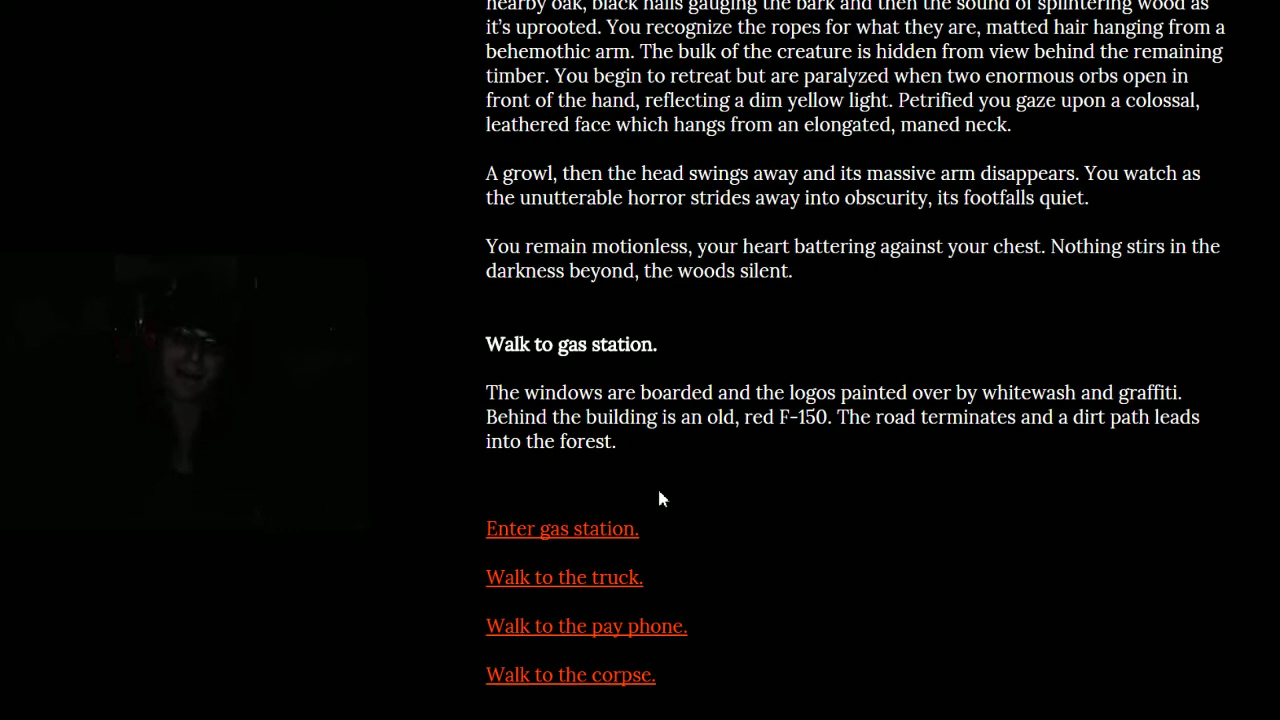 nearby oak, black nails gauging the bark and then the sound of splintering wood as
it’s uprooted. You recognize the ropes for what they are, matted hair hanging from a
behemothic arm. The bulk of the creature is hidden from view behind the remaining
timber. You begin to retreat but are paralyzed when two enormous orbs open in
front of the hand, reflecting a dim yellow light. Petrified you gaze upon a colossal,
leathered face which hangs from an elongated, maned neck.
A growl, then the head swings away and its massive arm disappears. You watch as
the unutterable horror strides away into obscurity, its footfalls quiet.
You remain motionless, your heart battering against your chest. Nothing stirs in the
darkness beyond, the woods silent.
Walk to gas station.
The windows are boarded and the logos painted over by whitewash and graffiti.
Behind the building is an old, red F-150. The road terminates and a dirt path leads
into the forest.
Enter gas station.
Walk to the truck.
Walk to the pay phone.
Walk to the corpse.